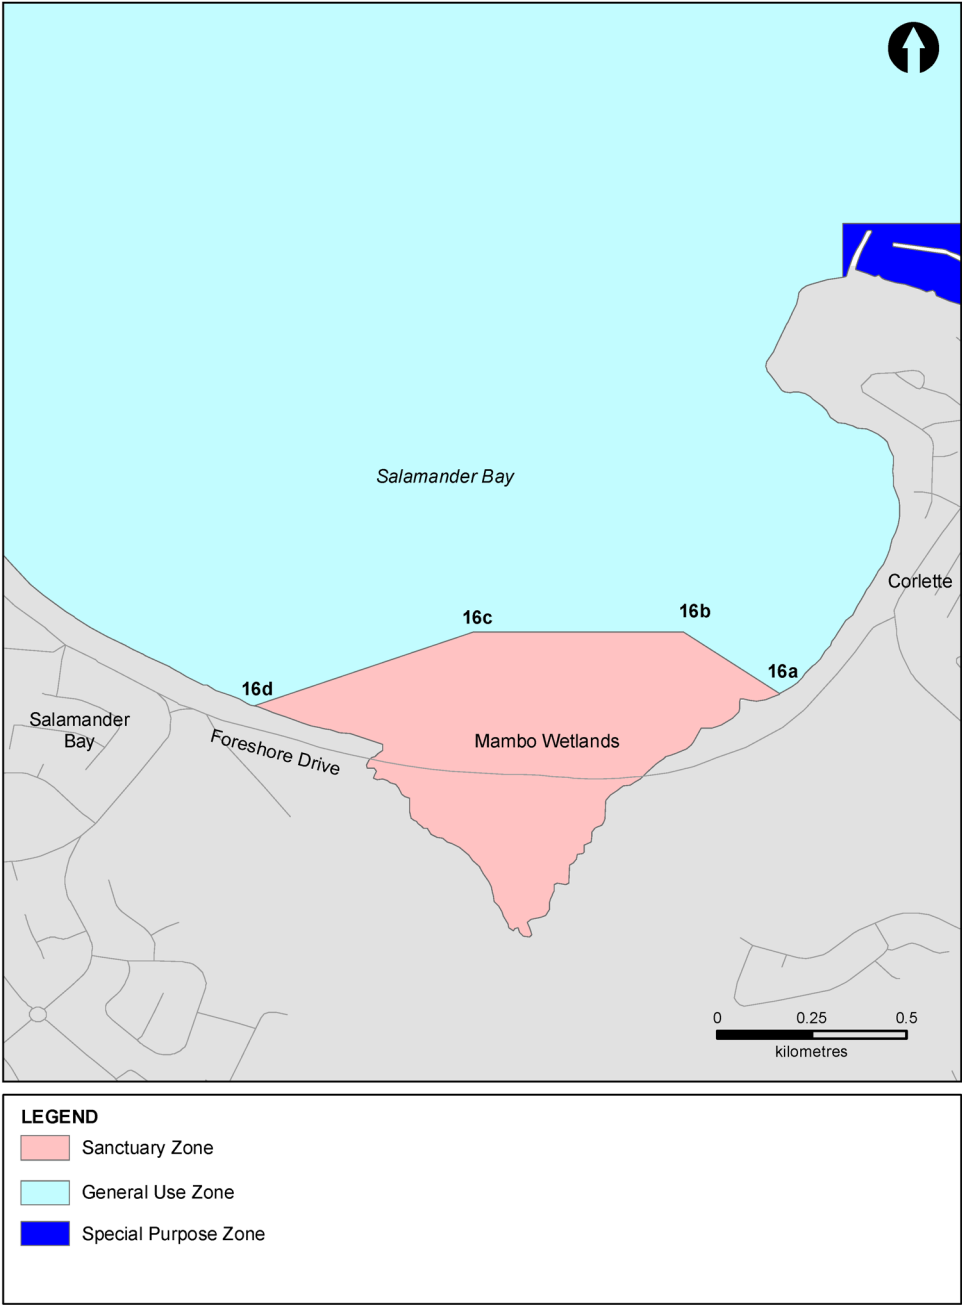 Salamander Bay
Corlette
16c
16b
16a
16d
Salamander
Bay
Foreshore Drive
Mambo Wetlands
0 0.25 0.5
kilometres
LEGEND
Sanctuary Zone
General Use Zone
Special Purpose Zone